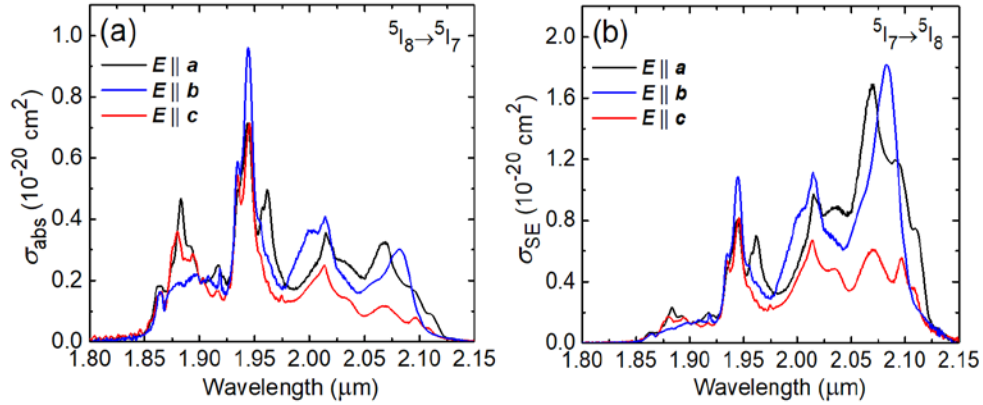 (a)
⁵I₈→⁵I₇
E || a
E || b
E || c
σabs (10⁻²⁰ cm²)
1.0
0.8
0.6
0.4
0.2
0.0
1.80 1.85 1.90 1.95 2.00 2.05 2.10 2.15
Wavelength (μm)
(b)
⁵I₇→⁵I₈
E || a
E || b
E || c
σSE (10⁻²⁰ cm²)
2.0
1.6
1.2
0.8
0.4
0.0
1.80 1.85 1.90 1.95 2.00 2.05 2.10 2.15
Wavelength (μm)